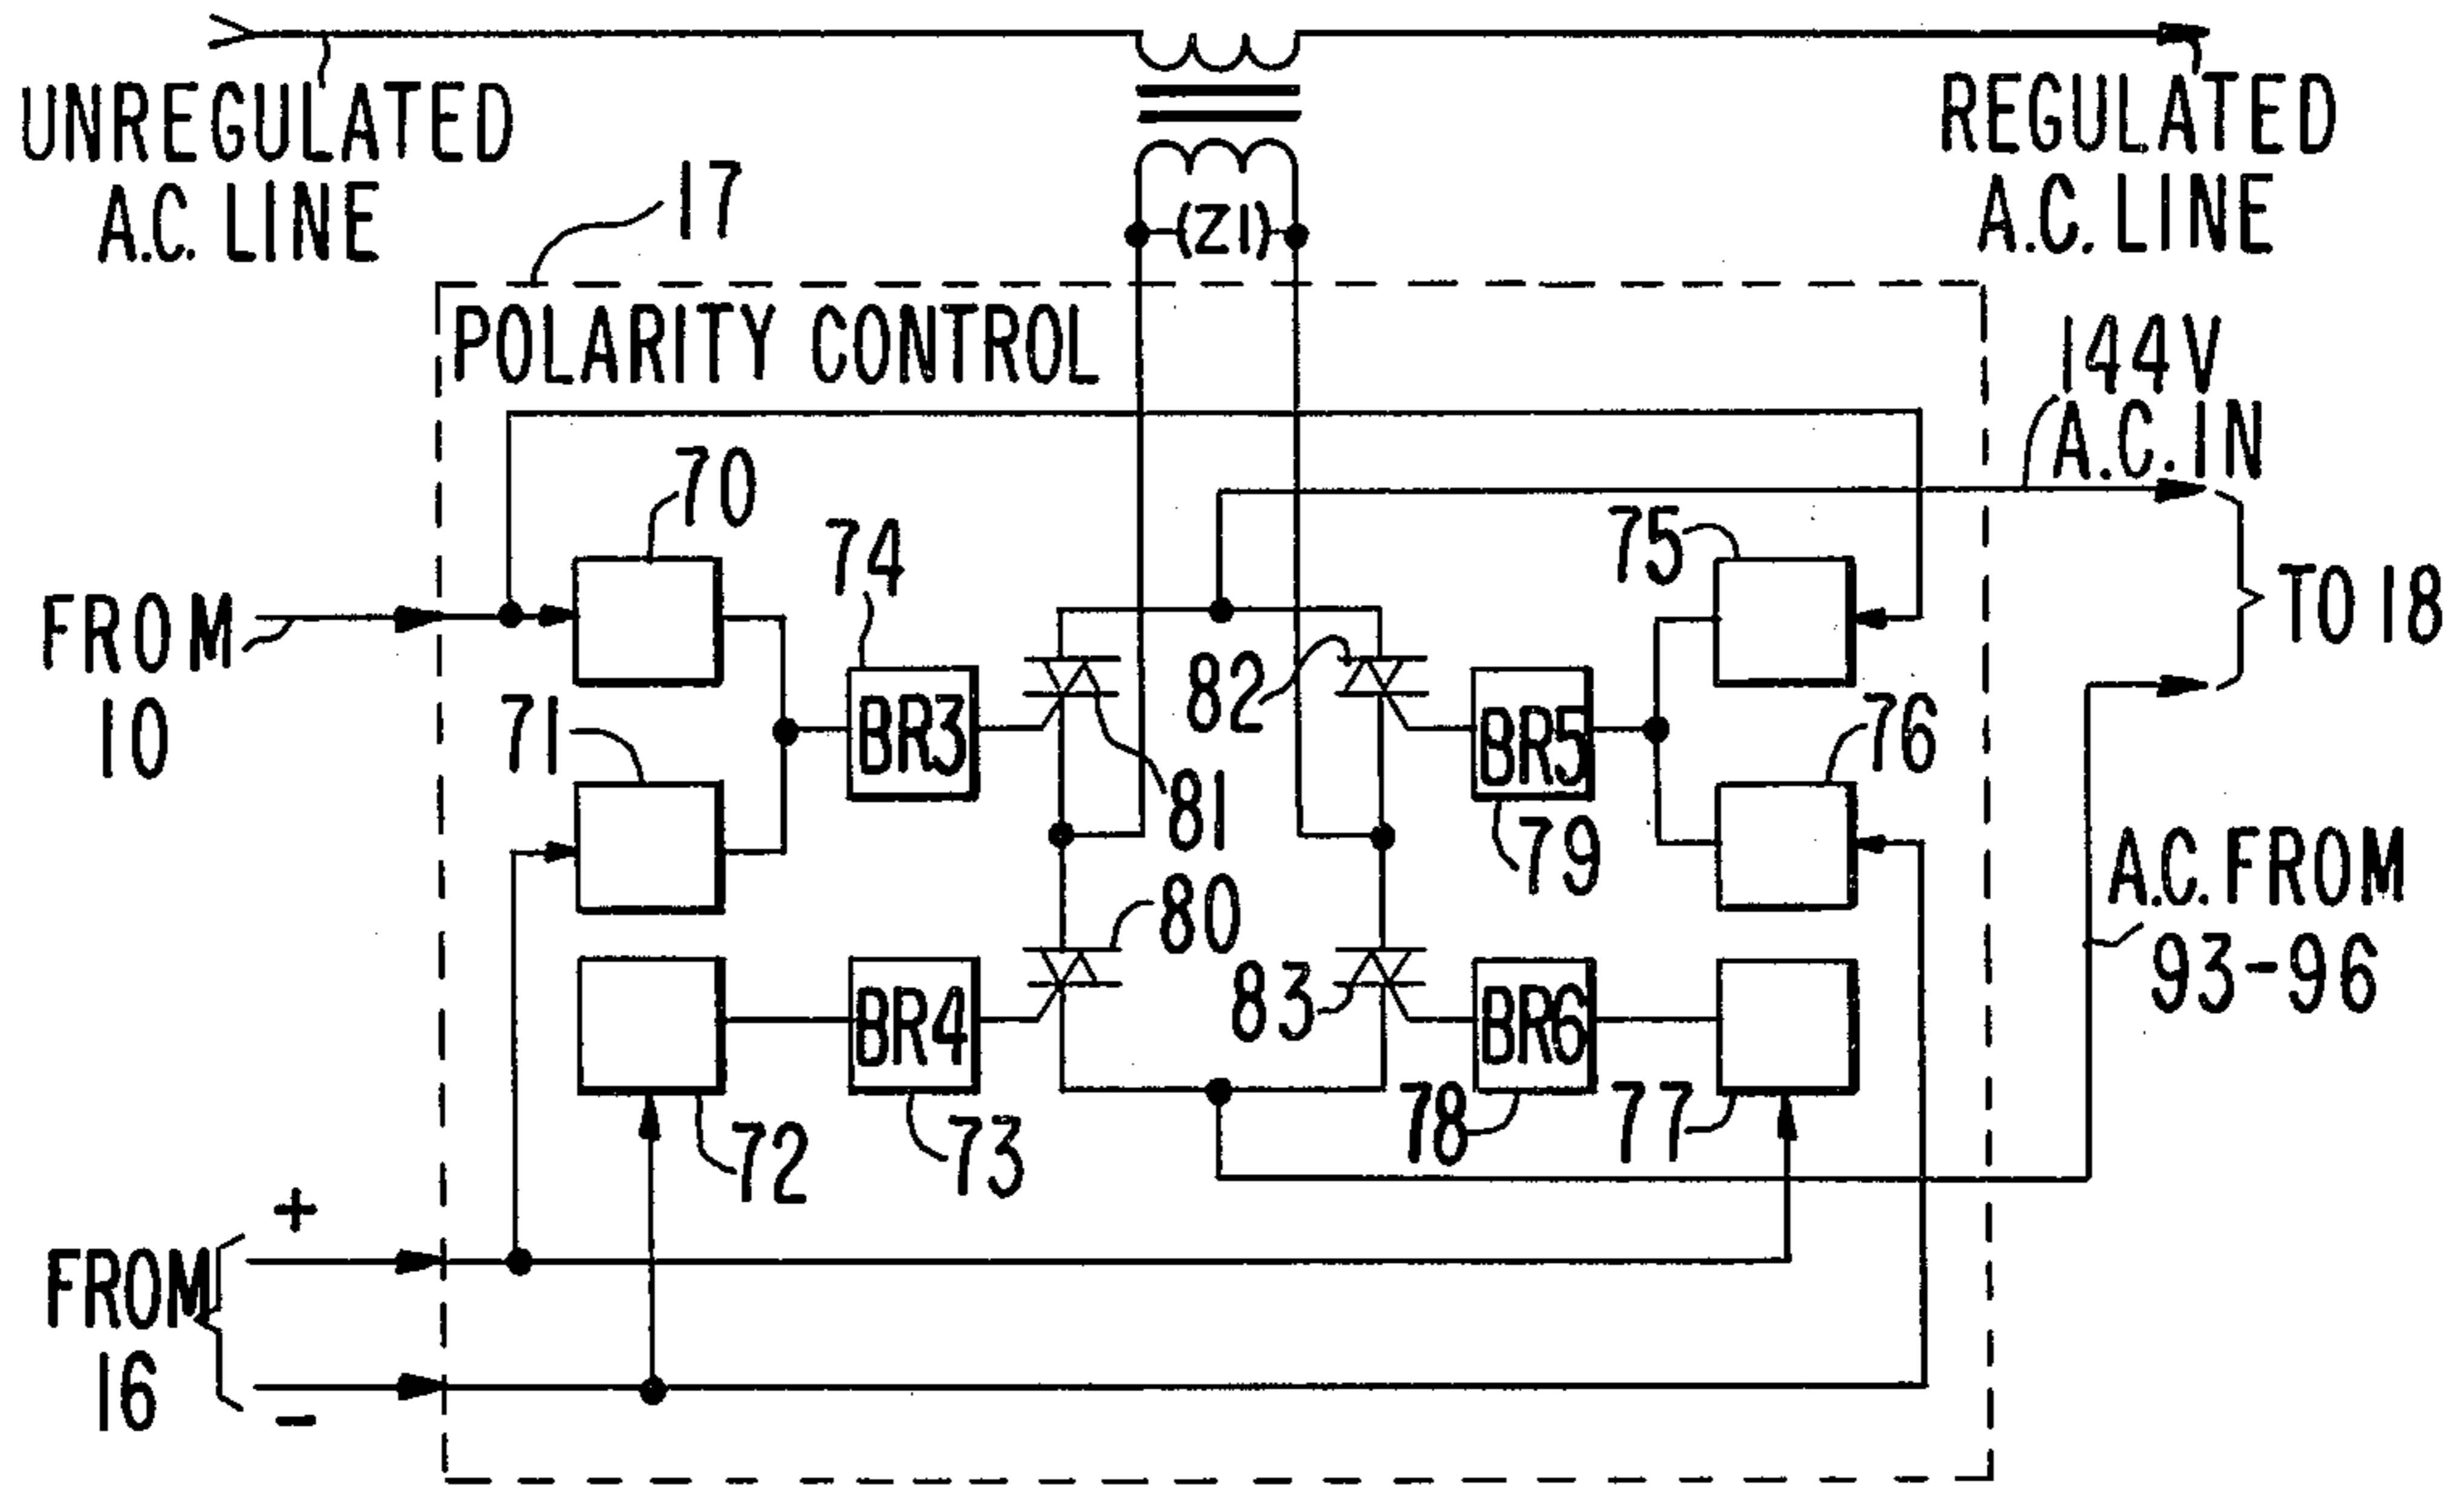 UNREGULATED
A.C. LINE
REGULATED
A.C. LINE
17
(Z1)
POLARITY CONTROL
144V
A.C. IN
70
74
75
FROM
10
TO 18
82
71
BR3
BR5
76
81
79
A.C. FROM
93-96
80
83
BR4
BR6
72
73
78
77
+
FROM
16
-